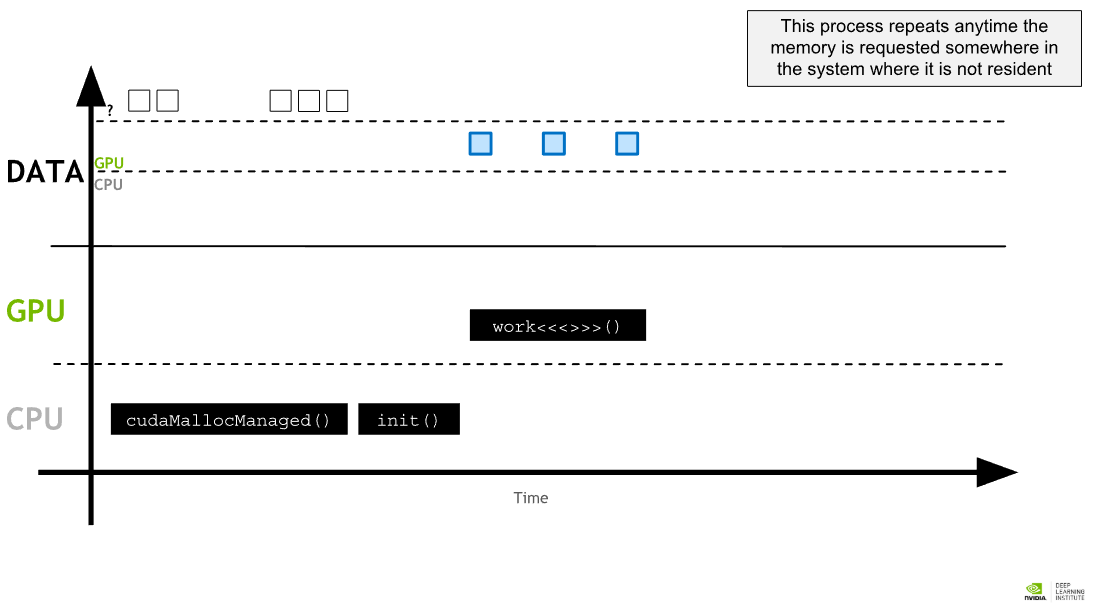 This process repeats anytime the
memory is requested somewhere in
the system where it is not resident
?
DATA
GPU
CPU
GPU
work<<<>>>()
CPU
cudaMallocManaged()
init()
Time
NVIDIA
DEEP
LEARNING
INSTITUTE